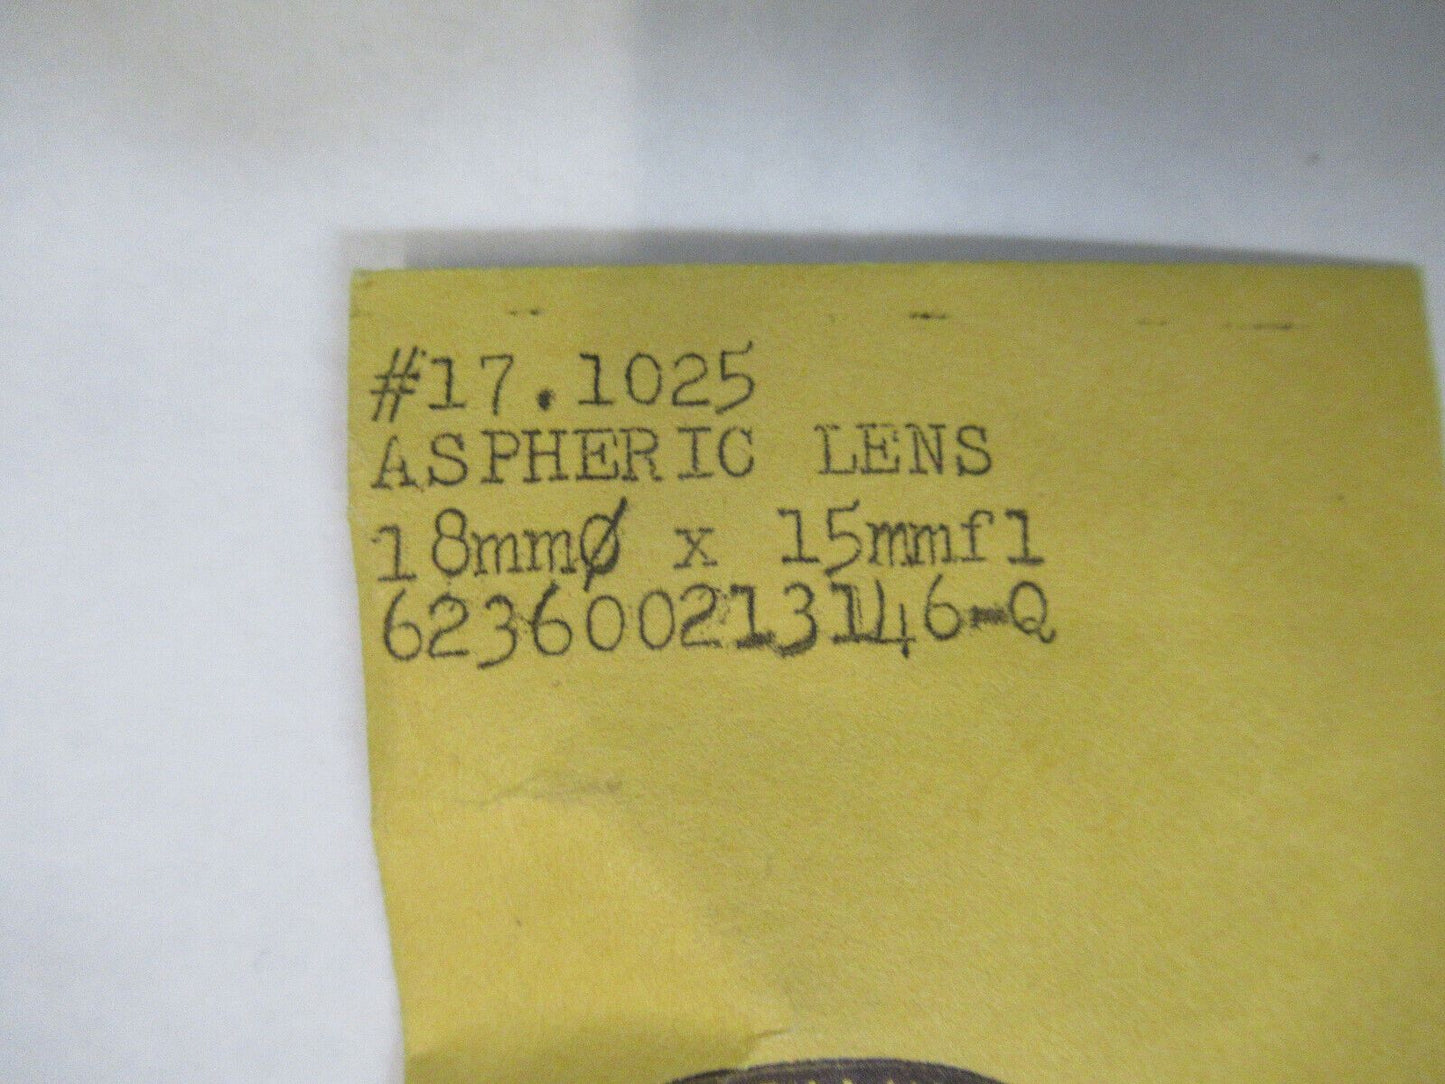 #17.1025
ASPHERIC LENS
18mmØ x 15mmfl
623600213146-Q